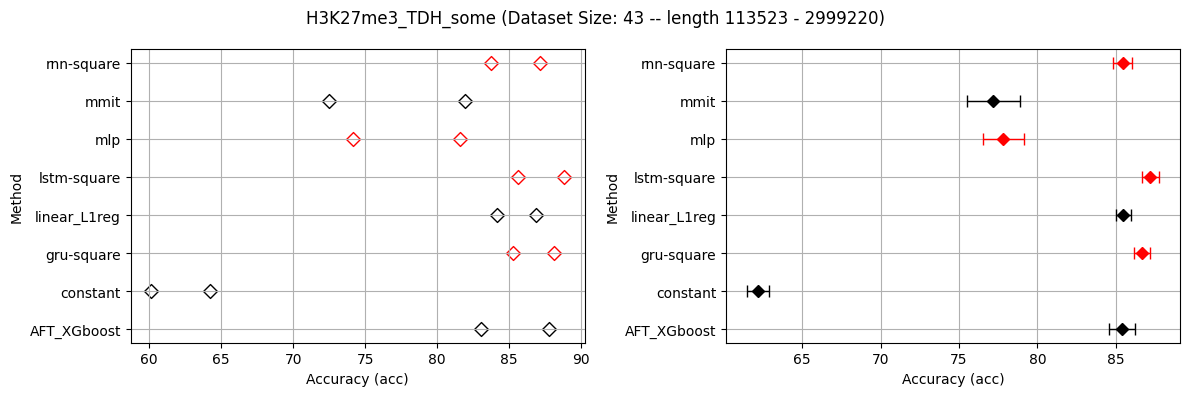 H3K27me3_TDH_some (Dataset Size: 43 -- length 113523 - 2999220)
Method
rnn-square
mmit
mlp
lstm-square
linear_L1reg
gru-square
constant
AFT_XGboost
60 65 70 75 80 85 90
Accuracy (acc)
Method
rnn-square
mmit
mlp
lstm-square
linear_L1reg
gru-square
constant
AFT_XGboost
65 70 75 80 85
Accuracy (acc)